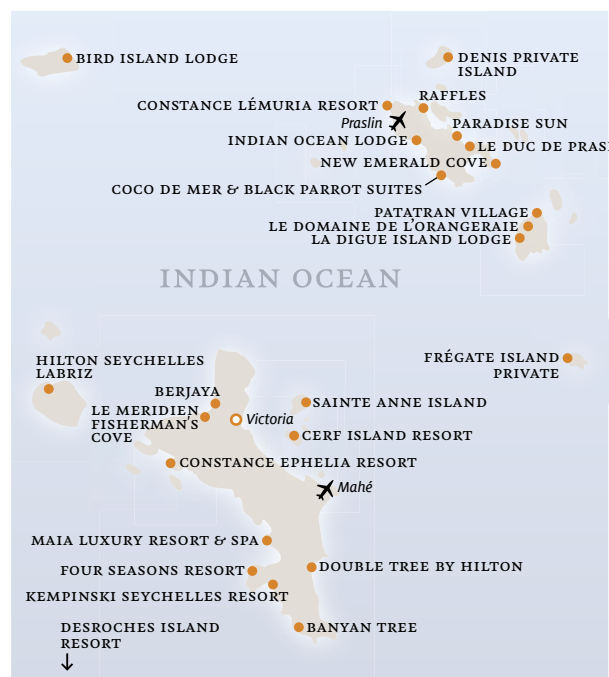 BIRD ISLAND LODGE
DENIS PRIVATE
ISLAND
RAFFLES
CONSTANCE LÉMURIA RESORT
Praslin
PARADISE SUN
INDIAN OCEAN LODGE
LE DUC DE PRAS
NEW EMERALD COVE
COCO DE MER & BLACK PARROT SUITES
PATATRAN VILLAGE
LE DOMAINE DE L'ORANGERAIE
LA DIGUE ISLAND LODGE
INDIAN OCEAN
HILTON SEYCHELLES
LABRIZ
FRÉGATE ISLAND
PRIVATE
BERJAYA
SAINTE ANNE ISLAND
LE MERIDIEN
FISHERMAN'S
COVE
Victoria
CERF ISLAND RESORT
CONSTANCE EPHELIA RESORT
Mahé
MAIA LUXURY RESORT & SPA
FOUR SEASONS RESORT
DOUBLE TREE BY HILTON
KEMPINSKI SEYCHELLES RESORT
DESROCHES ISLAND
RESORT
BANYAN TREE